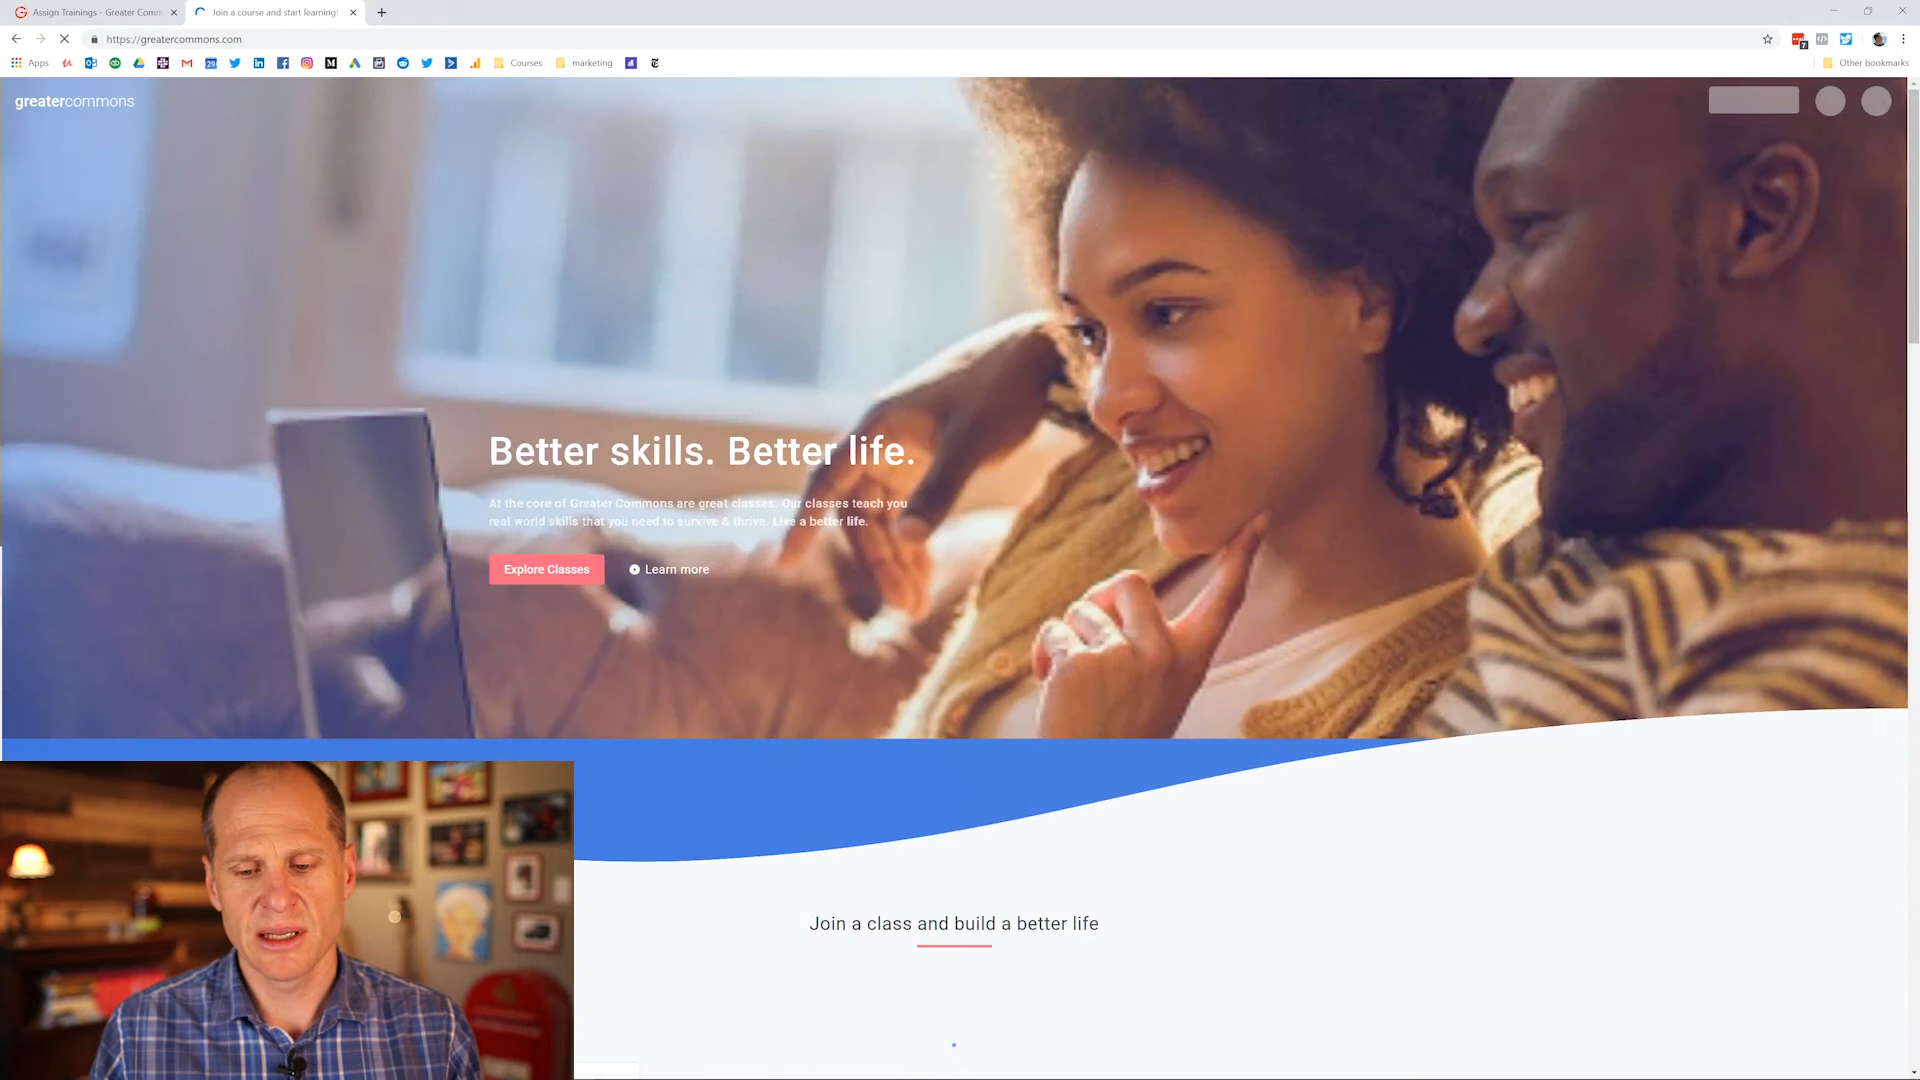 Assign Trainings - Greater Comm
Join a course and start learning!
https://greatercommons.com
7
Apps
29
M
Courses
marketing
Other bookmarks
greatercommons
Better skills. Better life.
At the core of Greater Commons are great classes. Our classes teach you
real world skills that you need to survive & thrive. Live a better life.
Explore Classes
Learn more
Join a class and build a better life